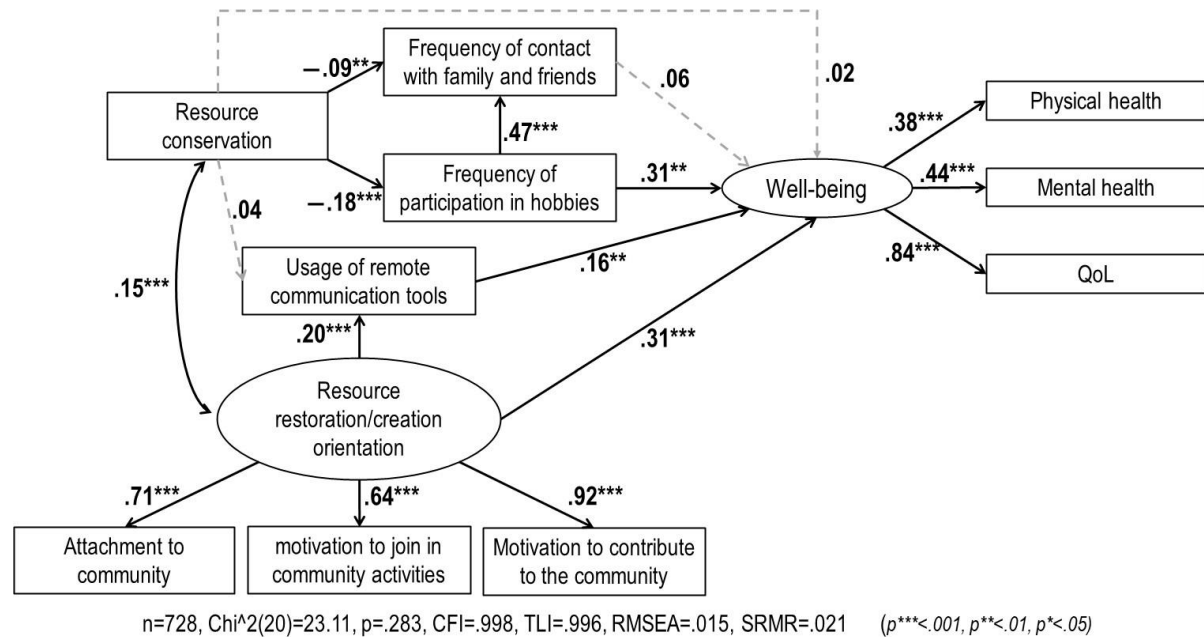 Frequency of contact
with family and friends
−.09**
.06
.02
Physical health
Resource
conservation
.47***
.38***
Frequency of
participation in hobbies
−.18***
.31**
Well-being
.44***
Mental health
.04
.84***
QoL
Usage of remote
communication tools
.16**
.15***
.20***
.31***
Resource
restoration/creation
orientation
.71***
.64***
.92***
Attachment to
community
motivation to join in
community activities
Motivation to contribute
to the community
n=728, Chi^2(20)=23.11, p=.283, CFI=.998, TLI=.996, RMSEA=.015, SRMR=.021 (p***<.001, p**<.01, p*<.05)